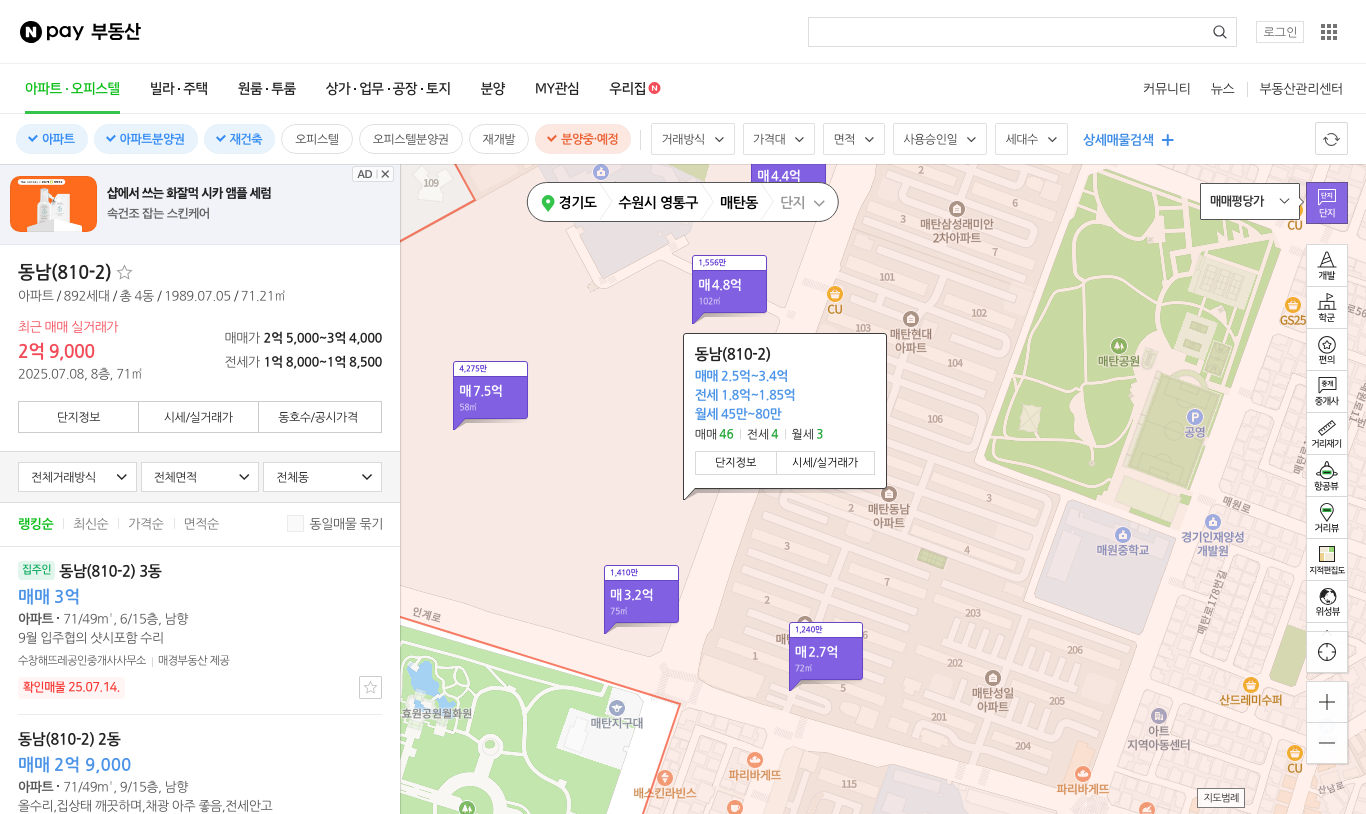 N pay 부동산
로그인
아파트·오피스텔 빌라·주택 원룸·투룸 상가·업무·공장·토지 분양 MY관심 우리집 N
커뮤니티 뉴스 부동산관리센터
아파트 아파트분양권 재건축 오피스텔 오피스텔분양권 재개발 분양중·예정 거래방식 가격대 면적 사용승인일 세대수 상세매물검색
AD
샵에서 쓰는 화잘먹 시카 앰플 세럼
속건조 잡는 스킨케어
동남(810-2)
아파트 / 892세대 / 총 4동 / 1989.07.05 / 71.21㎡
최근 매매 실거래가
2억 9,000
2025.07.08, 8층, 71㎡
매매가 2억 5,000~3억 4,000
전세가 1억 8,000~1억 8,500
단지정보 시세/실거래가 동호수/공시가격
전체거래방식 전체면적 전체동
랭킹순 최신순 가격순 면적순 동일매물 묶기
집주인 동남(810-2) 3동
매매 3억
아파트 · 71/49m², 6/15층, 남향
9월 입주협의 샷시포함 수리
수창해뜨레공인중개사사무소 매경부동산 제공
확인매물 25.07.14.
동남(810-2) 2동
매매 2억 9,000
아파트 · 71/49m², 9/15층, 남향
올수리,집상태 깨끗하며,채광 아주 좋음,전세안고
경기도 수원시 영통구 매탄동 단지
매매평당가
단지
단지
매 4.4억
109
3
매탄삼성래미안
2차아파트
7
CU
1,556만
매 4.8억
102㎡
CU
101
102
103
매탄현대
아파트
104
106
매탄공원
GS25
P
공영
4,275만
매 7.5억
58㎡
동남(810-2)
매매 2.5억~3.4억
전세 1.8억~1.85억
월세 45만~80만
매매 46 전세 4 월세 3
단지정보 시세/실거래가
2
매탄동남
아파트
3
4
매원로
매원중학교
경기인재양성
개발원
3
7
2
1,410만
매 3.2억
75㎡
인계로
1,240만
매 2.7억
72㎡
매탄로178번길
6
1
5
203
206
202
매탄성일
아파트
205
201
204
산드레미수퍼
효원공원월화원
매탄지구대
아트
지역아동센터
CU
파리바게뜨
배스킨라빈스
115
파리바게뜨
산남로
지도범례
개발
학군
편의
중개
중개사
거리재기
항공뷰
거리뷰
지적편집도
위성뷰